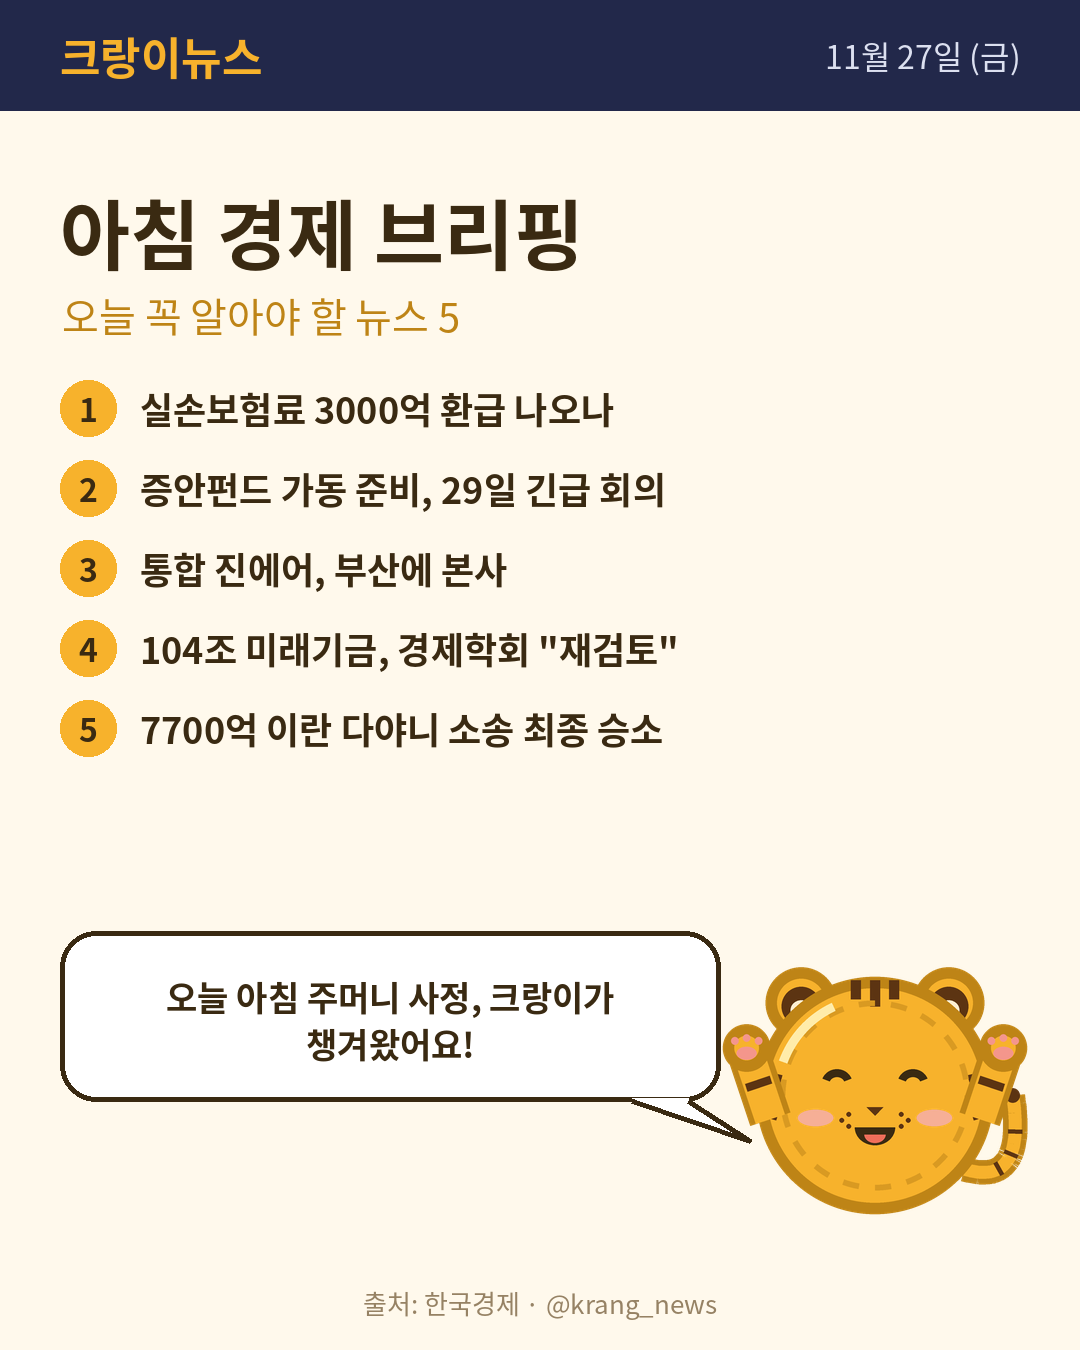 크랑이뉴스
11월 27일 (금)
아침 경제 브리핑
오늘 꼭 알아야 할 뉴스 5
1 실손보험료 3000억 환급 나오나
2 증안펀드 가동 준비, 29일 긴급 회의
3 통합 진에어, 부산에 본사
4 104조 미래기금, 경제학회 "재검토"
5 7700억 이란 다야니 소송 최종 승소
오늘 아침 주머니 사정, 크랑이가
챙겨왔어요!
출처: 한국경제 · @krang_news